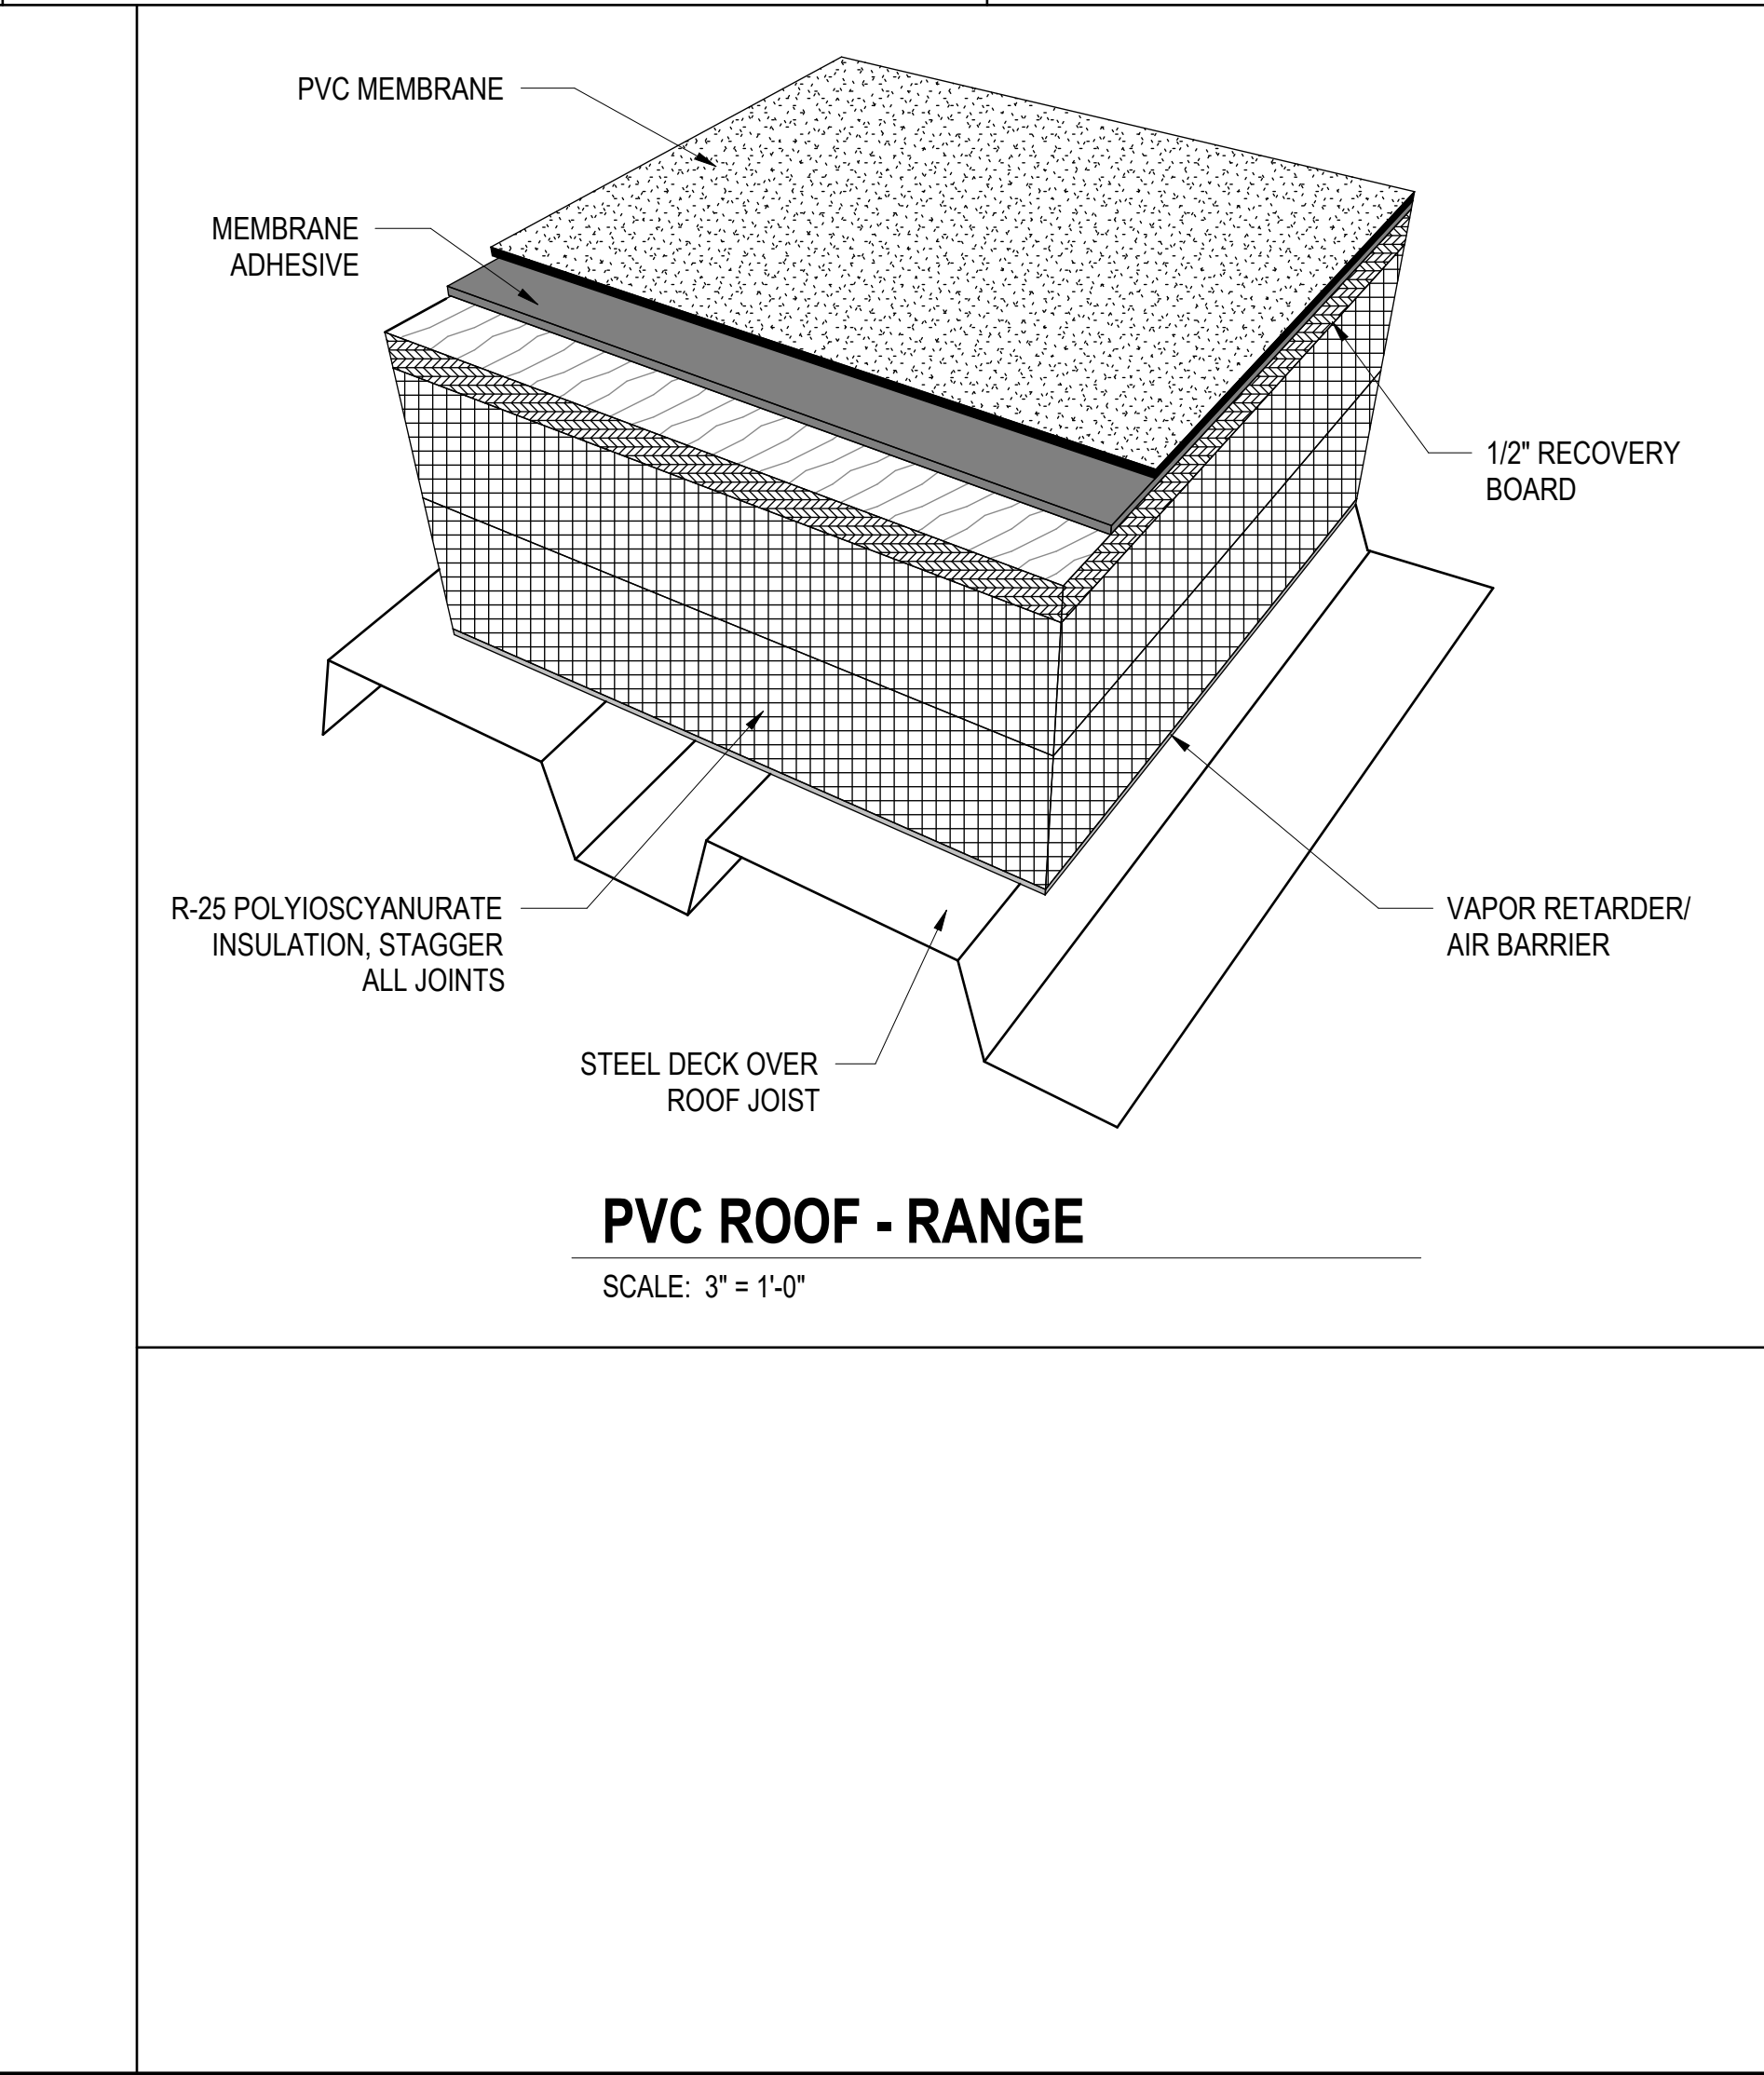 PVC MEMBRANE
MEMBRANE
ADHESIVE
1/2" RECOVERY
BOARD
R-25 POLYIOSCYANURATE
INSULATION, STAGGER
ALL JOINTS
VAPOR RETARDER/
AIR BARRIER
STEEL DECK OVER
ROOF JOIST
PVC ROOF - RANGE
SCALE: 3" = 1'-0"